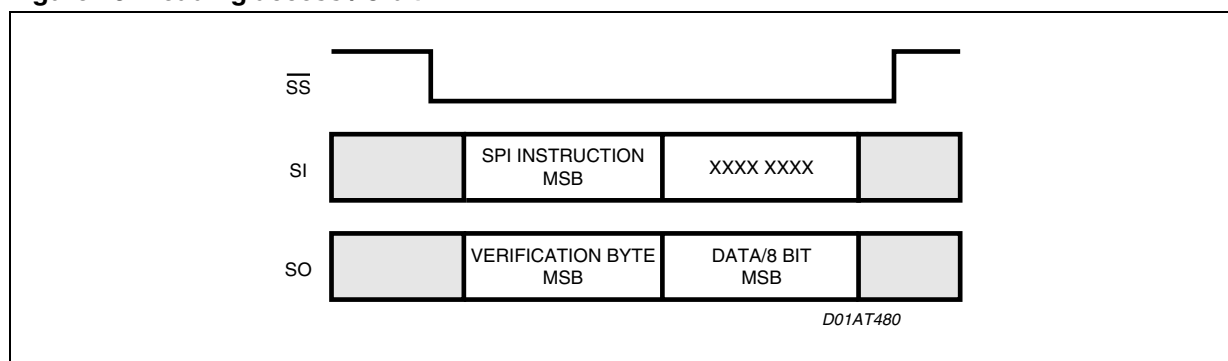 SS
SI
SPI INSTRUCTION
MSB
XXXX XXXX
SO
VERIFICATION BYTE
MSB
DATA/8 BIT
MSB
D01AT480